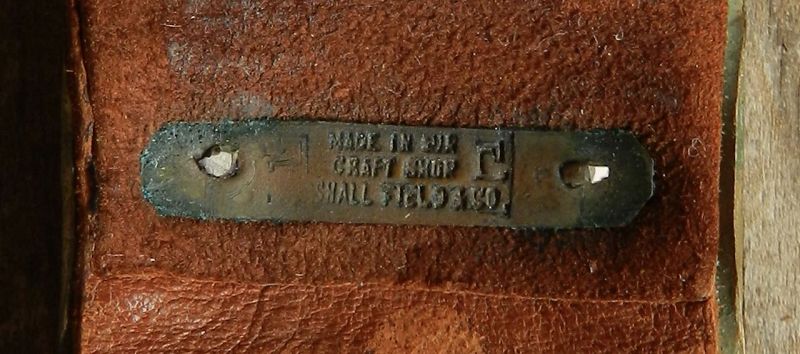 MADE IN OUR
CRAFT SHOP
SHALL FIELD & CO.